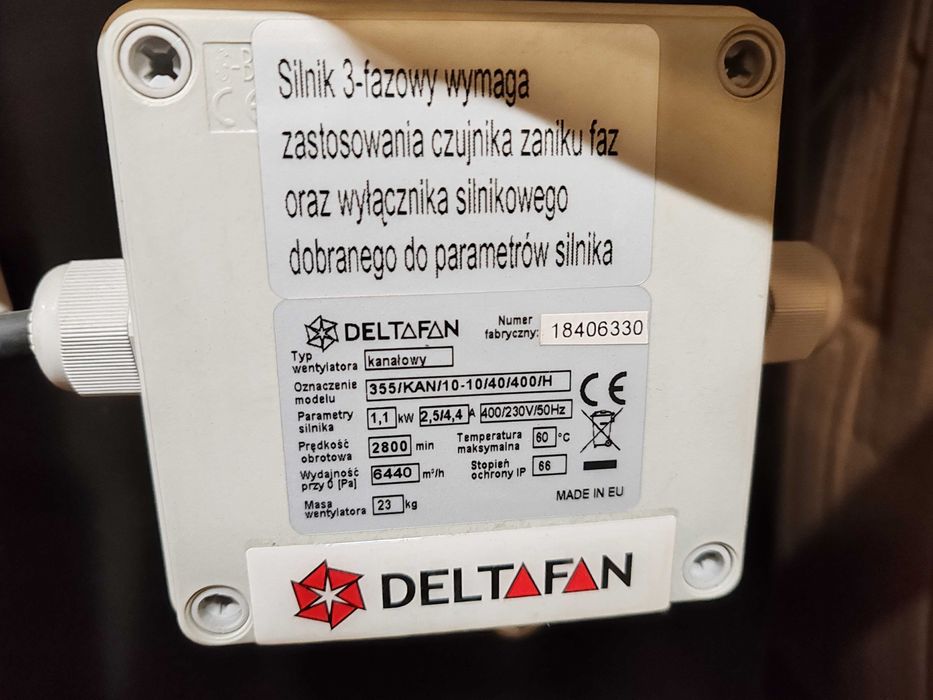 Silnik 3-fazowy wymaga
zastosowania czujnika zaniku faz
oraz wyłącznika silnikowego
dobranego do parametrów silnika
DELTAFAN
Numer
fabryczny: 18406330
Typ
wentylatora kanałowy
Oznaczenie
modelu 355/KAN/10-10/40/400/H
CE
Parametry
silnika 1,1 kW 2,5/4,4 A 400/230V/50Hz
Prędkość
obrotowa 2800 min
Temperatura
maksymalna 60 °C
Wydajność
przy 0 [Pa] 6440 m³/h
Stopień
ochrony IP 66
Masa
wentylatora 23 kg
MADE IN EU
DELTAFAN